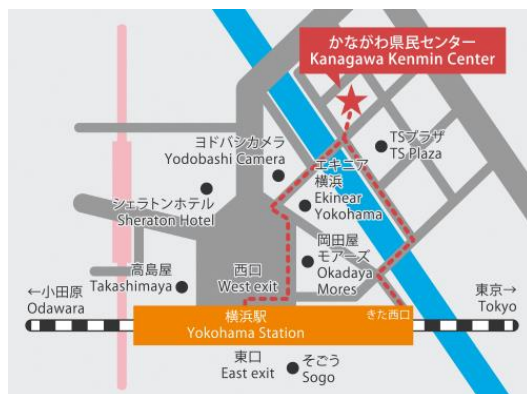 かながわ県民センター
Kanagawa Kenmin Center
ヨドバシカメラ
Yodobashi Camera
TSプラザ
TS Plaza
エキニア
横浜
Ekinear
Yokohama
シェラトンホテル
Sheraton Hotel
岡田屋
モアーズ
Okadaya
Mores
高島屋
Takashimaya
西口
West exit
←小田原
Odawara
横浜駅
Yokohama Station
きた西口
東京→
Tokyo
東口
East exit
そごう
Sogo